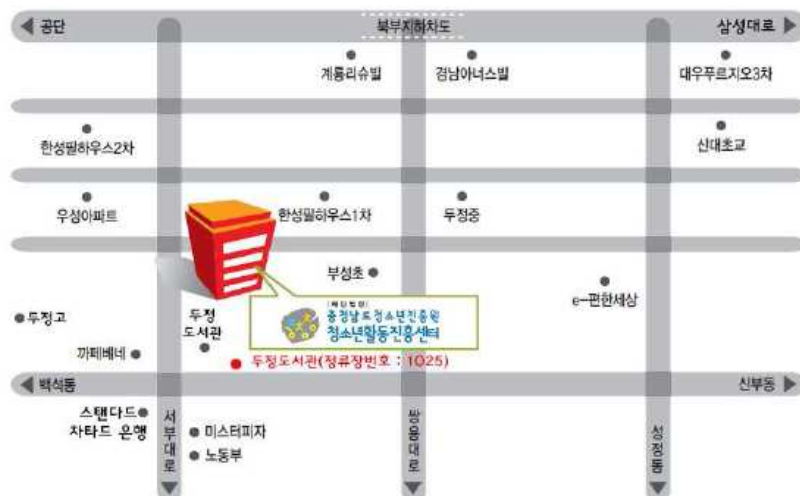 ◀ 공단
북부지하차도
삼성대로 ▶
계룡리슈빌
경남아너스빌
대우푸르지오3차
한성필하우스2차
신대초교
우성아파트
한성필하우스1차
두정중
부성초
e-편한세상
(재단법인)
충청남도청소년진흥원
청소년활동진흥센터
두정고
두정
도서관
까페베네
두정도서관(정류장번호 : 1025)
◀ 백석동
신부동 ▶
스탠다드
차타드 은행
서부대로
미스터피자
노동부
쌍용대로
성정동